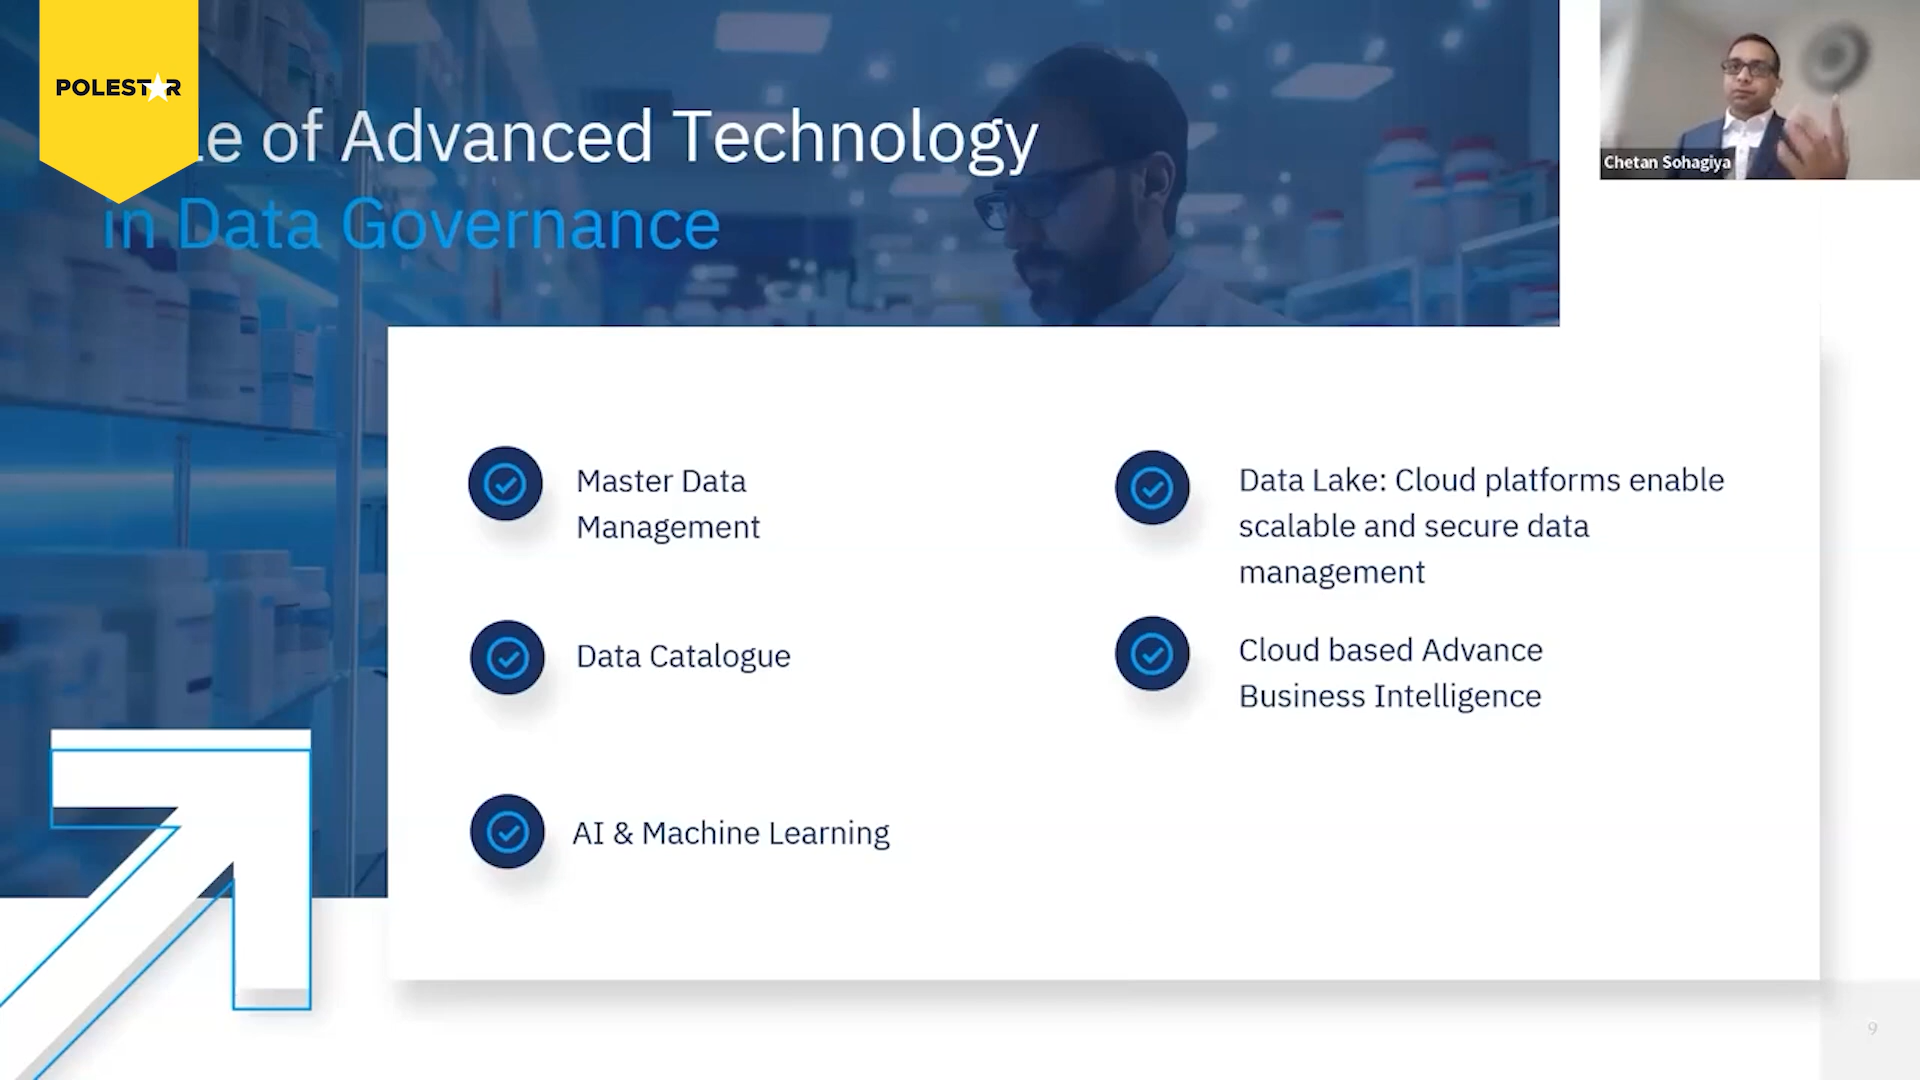 POLESTAR
of Advanced Technology
in Data Governance
Chetan Sohagiya
Master Data
Management
Data Catalogue
AI & Machine Learning
Data Lake: Cloud platforms enable
scalable and secure data
management
Cloud based Advance
Business Intelligence
9